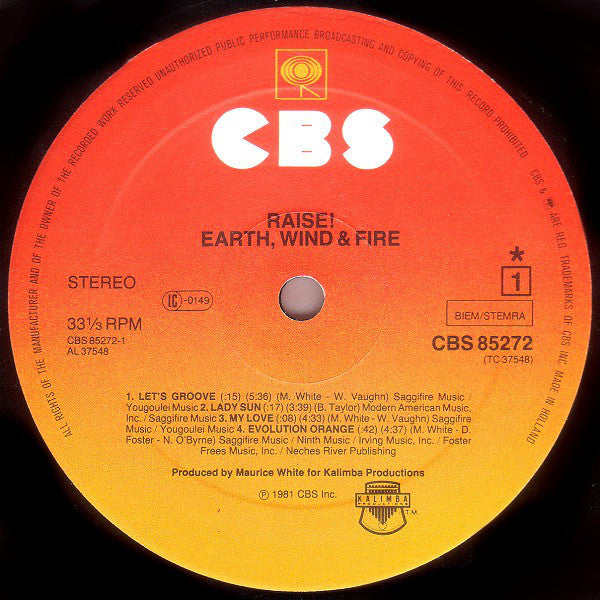 ALL RIGHTS OF THE MANUFACTURER AND OF THE OWNER OF THE RECORDED WORK RESERVED UNAUTHORIZED PUBLIC PERFORMANCE BROADCASTING AND COPYING OF THIS RECORD PROHIBITED
CBS & ARE REG. TRADEMARKS OF CBS INC. MADE IN HOLLAND
CBS
RAISE!
EARTH, WIND & FIRE
STEREO
LC-0149
*
1
33⅓ RPM
BIEM/STEMRA
CBS 85272-1
CBS 85272
AL 37548
(TC 37548)
1. LET'S GROOVE (:15) (5:36) (M. White - W. Vaughn) Saggifire Music /
Yougoulei Music 2. LADY SUN (:17) (3:39) (B. Taylor) Modern American Music,
Inc. / Saggifire Music 3. MY LOVE (:08) (4:33) (M. White - W. Vaughn) Saggifire
Music / Yougoulei Music 4. EVOLUTION ORANGE (:42) (4:37) (M. White - D.
Foster - N. O'Byrne) Saggifire Music / Ninth Music / Irving Music, Inc. / Foster
Frees Music, Inc. / Neches River Publishing
Produced by Maurice White for Kalimba Productions
℗ 1981 CBS Inc.
KALIMBA
PRODUCTIONS
T.M.